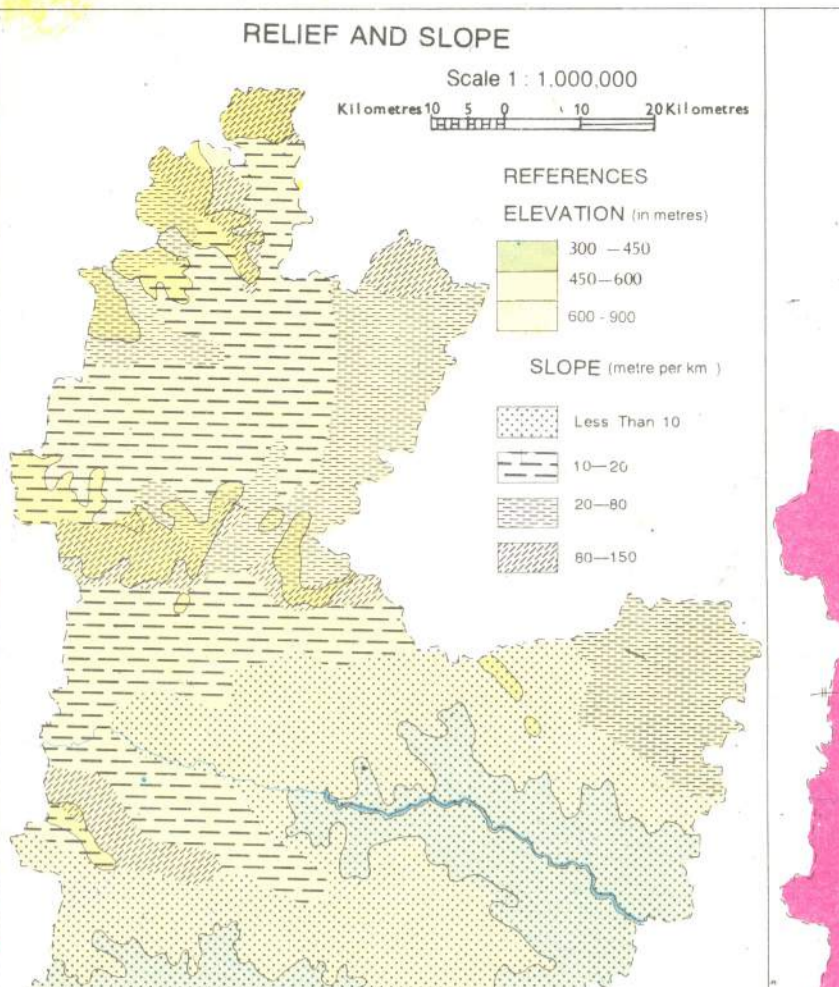 RELIEF AND SLOPE
Scale 1 : 1.000,000
Kilometres 10 5 0 10 20 Kilometres
REFERENCES
ELEVATION (in metres)
300 — 450
450—600
600 - 900
SLOPE (metre per km )
Less Than 10
10—20
20—80
80—150